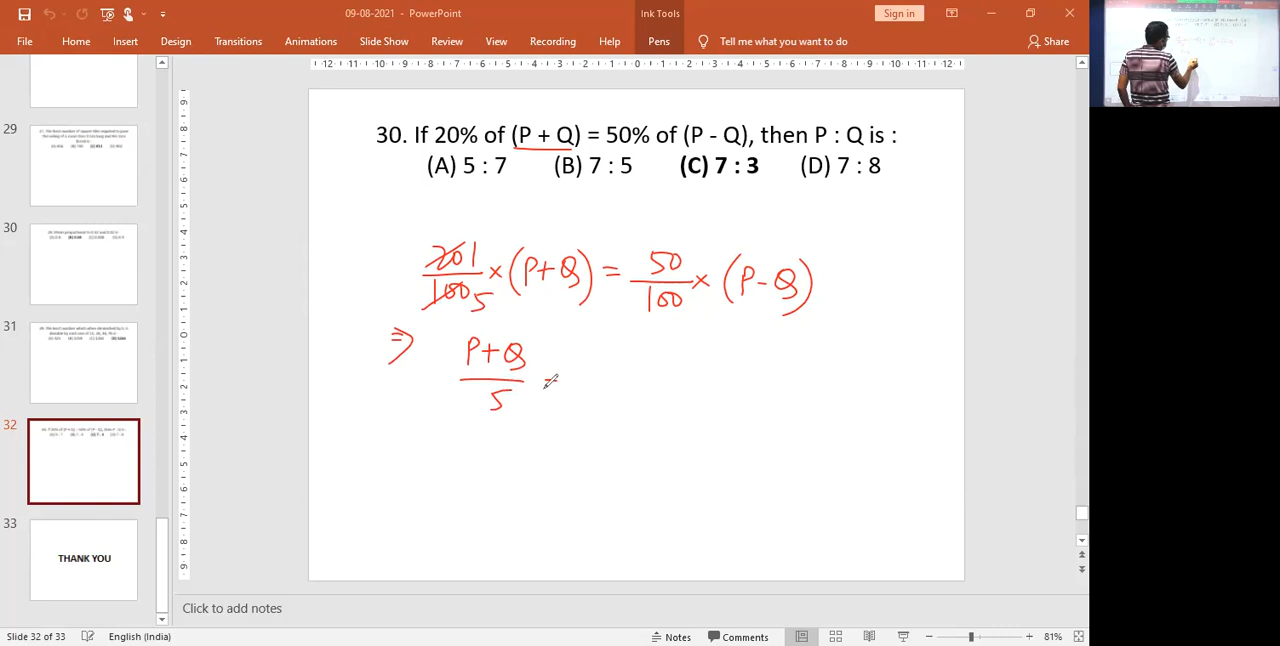 09-08-2021 - PowerPoint
Ink Tools
Sign in
File Home Insert Design Transitions Animations Slide Show Review View Recording Help Pens Tell me what you want to do Share
30. If 20% of (P + Q) = 50% of (P - Q), then P : Q is :
(A) 5 : 7 (B) 7 : 5 (C) 7 : 3 (D) 7 : 8
20 1 / 100 5 × (P+Q) = 50 / 100 × (P-Q)
⇒ P+Q / 5 =
29
30
31
32
33
THANK YOU
Click to add notes
Slide 32 of 33 English (India) Notes Comments 81%